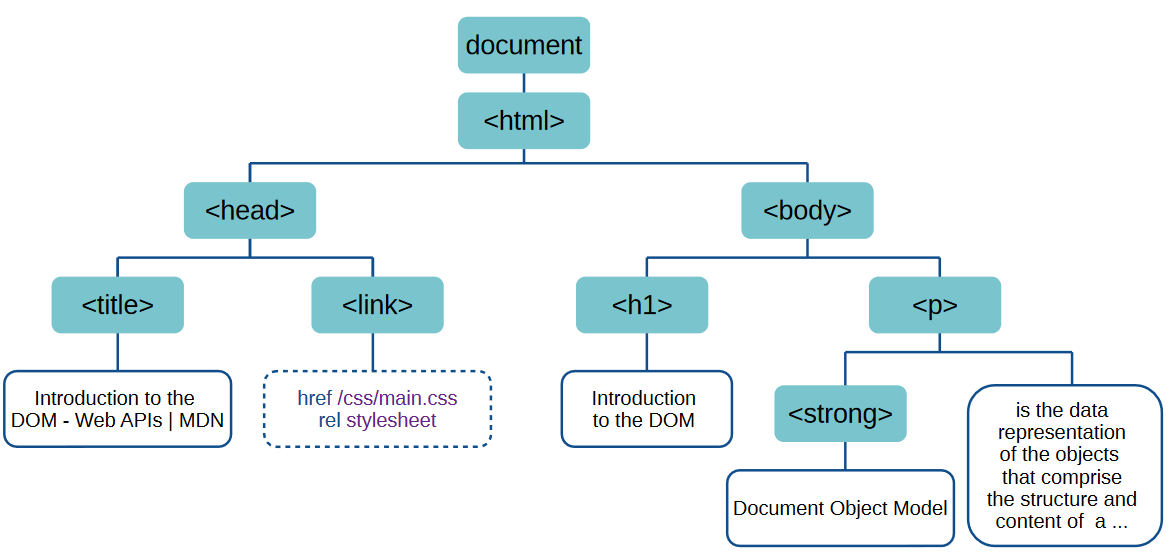 document
<html>
<head>
<body>
<title>
<link>
<h1>
<p>
Introduction to the
DOM - Web APIs | MDN
href /css/main.css
rel stylesheet
Introduction
to the DOM
<strong>
is the data
representation
of the objects
that comprise
the structure and
content of a ...
Document Object Model